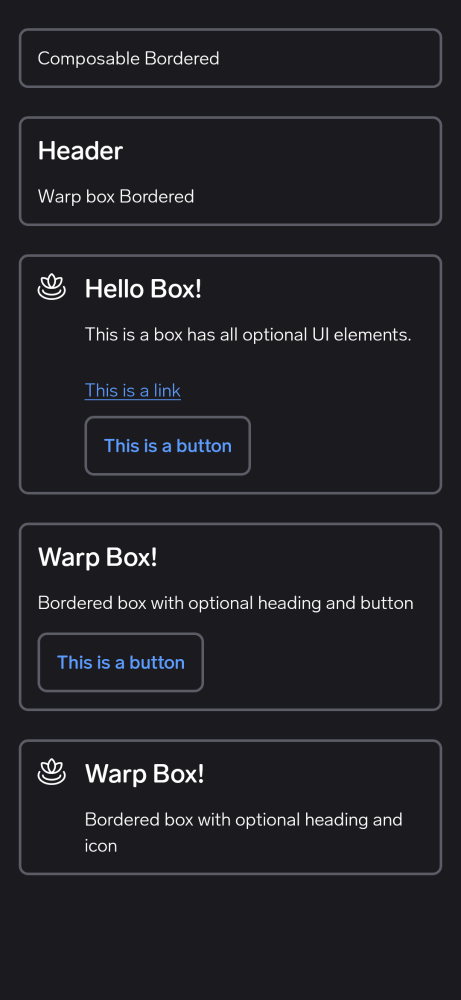 Composable Bordered
Header
Warp box Bordered
Hello Box!
This is a box has all optional UI elements.
This is a link
This is a button
Warp Box!
Bordered box with optional heading and button
This is a button
Warp Box!
Bordered box with optional heading and
icon